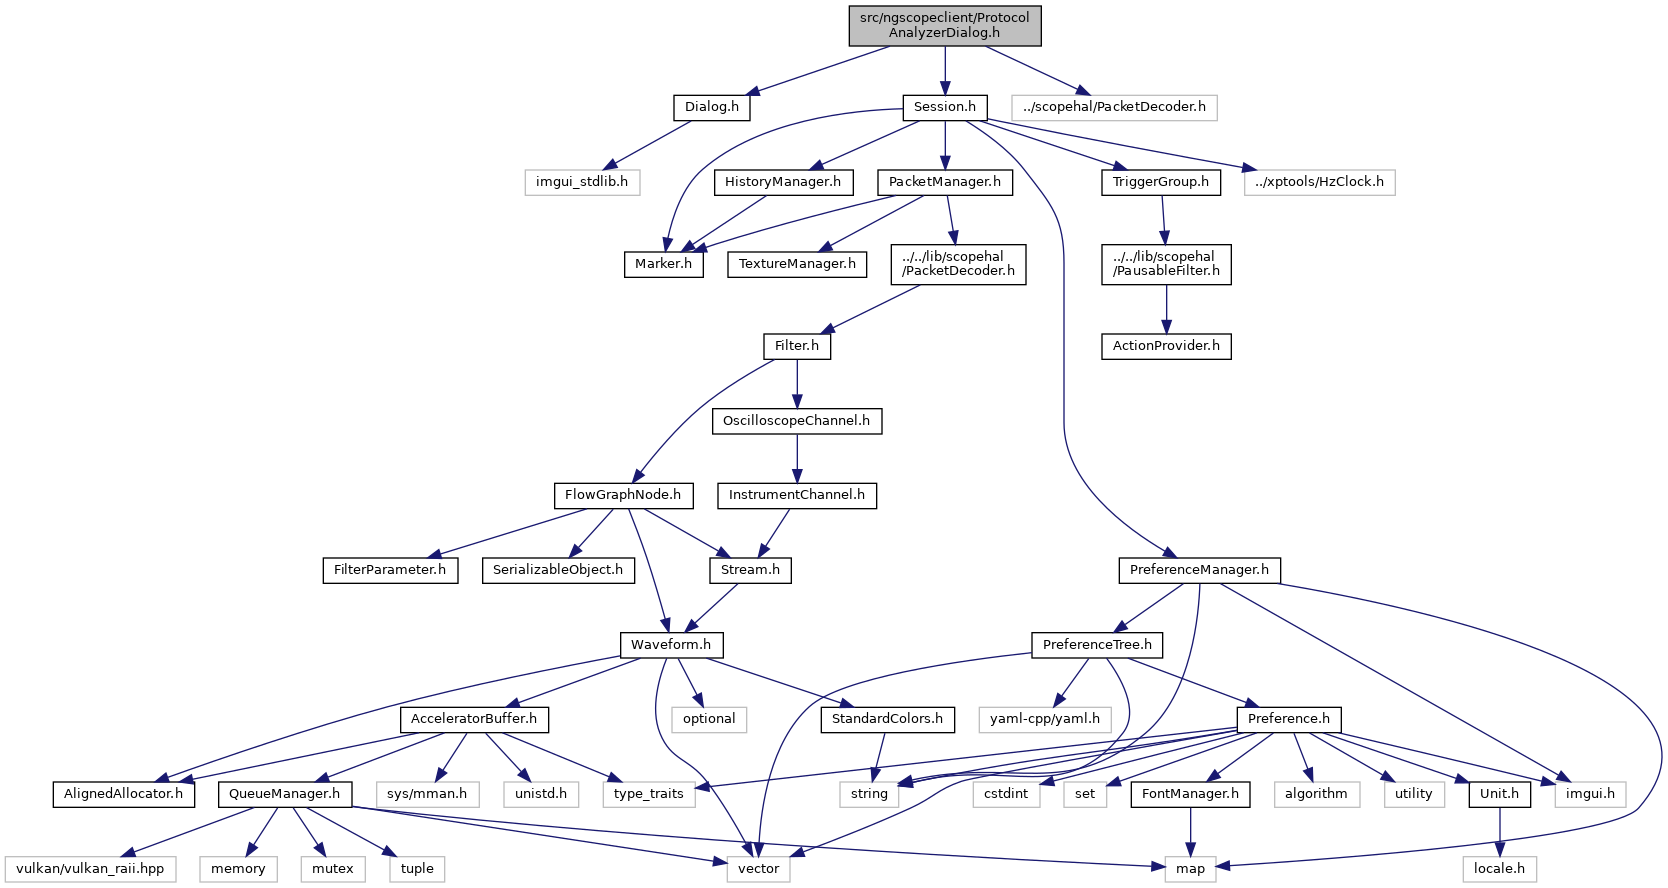 src/ngscopeclient/Protocol
AnalyzerDialog.h
Dialog.h
Session.h
../scopehal/PacketDecoder.h
imgui_stdlib.h
HistoryManager.h
PacketManager.h
TriggerGroup.h
../xptools/HzClock.h
Marker.h
TextureManager.h
../../lib/scopehal
/PacketDecoder.h
../../lib/scopehal
/PausableFilter.h
Filter.h
ActionProvider.h
OscilloscopeChannel.h
FlowGraphNode.h
InstrumentChannel.h
FilterParameter.h
SerializableObject.h
Stream.h
PreferenceManager.h
Waveform.h
PreferenceTree.h
AcceleratorBuffer.h
optional
StandardColors.h
yaml-cpp/yaml.h
Preference.h
AlignedAllocator.h
QueueManager.h
sys/mman.h
unistd.h
type_traits
string
cstdint
set
FontManager.h
algorithm
utility
Unit.h
imgui.h
vulkan/vulkan_raii.hpp
memory
mutex
tuple
vector
map
locale.h